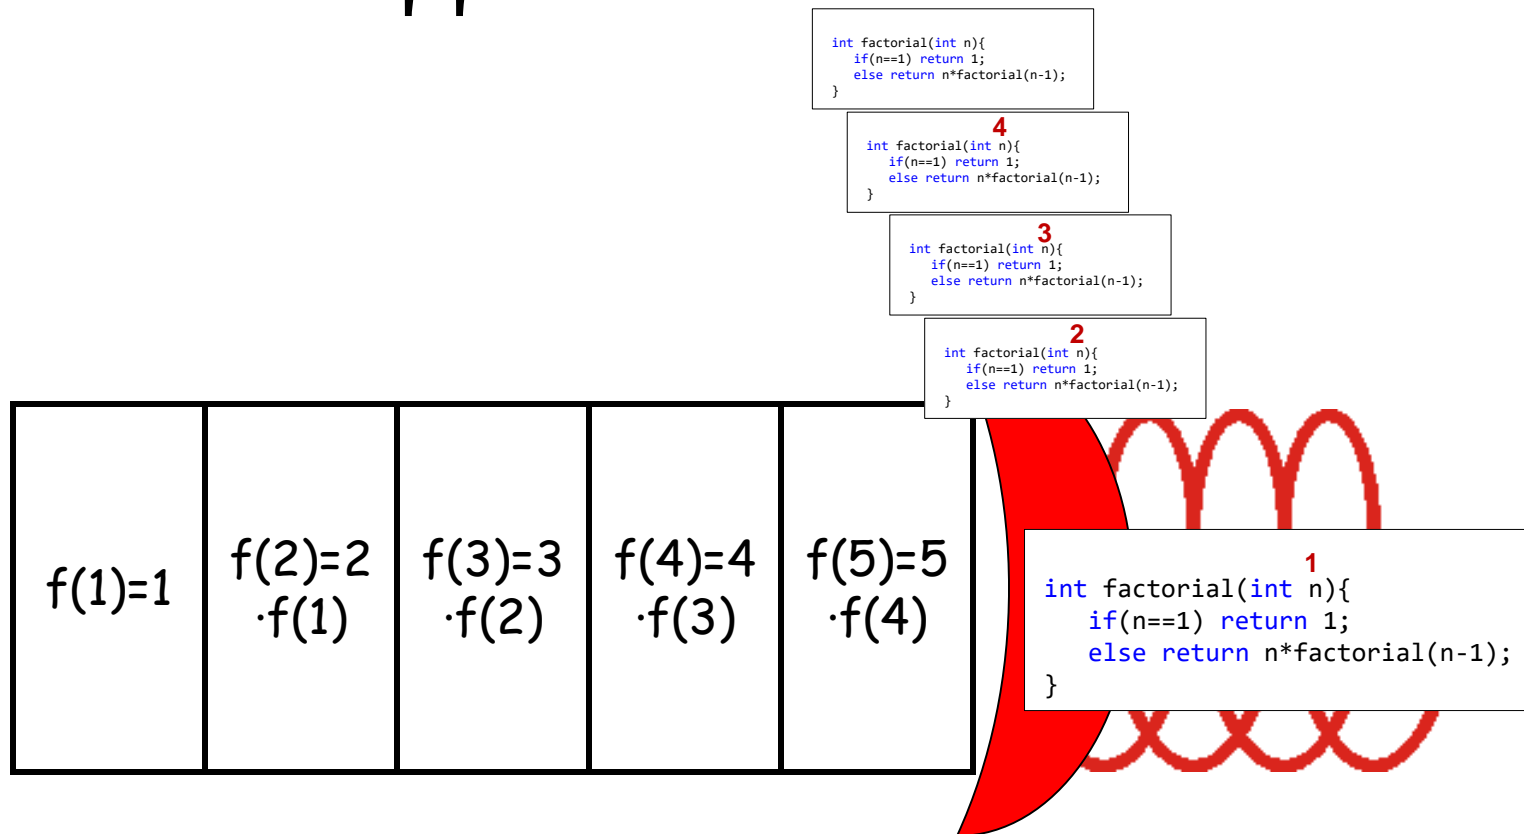 int factorial(int n){
if(n==1) return 1;
else return n*factorial(n-1);
}
4
int factorial(int n){
if(n==1) return 1;
else return n*factorial(n-1);
}
3
int factorial(int n){
if(n==1) return 1;
else return n*factorial(n-1);
}
2
int factorial(int n){
if(n==1) return 1;
else return n*factorial(n-1);
}
f(1)=1
f(2)=2
·f(1)
f(3)=3
·f(2)
f(4)=4
·f(3)
f(5)=5
·f(4)
1
int factorial(int n){
if(n==1) return 1;
else return n*factorial(n-1);
}